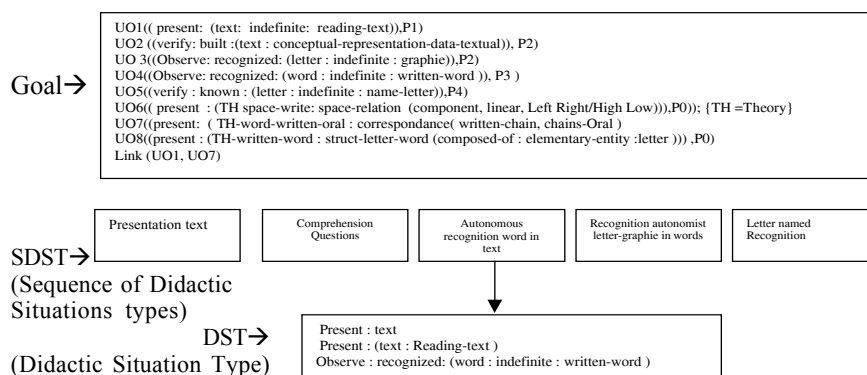 UO1(( present:  (text:  indefinite: reading-text)),P1)
UO2 ((verify: built :(text : conceptual-representation-data-textual)), P2)
UO 3((Observe: recognized: (letter : indefinite : graphie)),P2)
UO4((Observe: recognized: (word : indefinite : written-word )), P3 )
UO5((verify : known : (letter : indefinite : name-letter)),P4)
UO6(( present  : (TH space-write: space-relation  (component, linear, Left Right/High Low))),P0)); {TH =Theory}
UO7((present:  ( TH-word-written-oral : correspondance( written-chain, chains-Oral )
UO8((present : (TH-written-word : struct-letter-word (composed-of : elementary-entity :letter ))) ,P0)
Link (UO1, UO7)
Goal→
Presentation text
Comprehension
Questions
Autonomous
recognition word in
text
Recognition autonomist
letter-graphie in words
Letter named
Recognition
SDST→
(Sequence of Didactic
Situations  types)
DST→
(Didactic Situation Type)
Present : text
Present : (text : Reading-text )
Observe : recognized: (word : indefinite : written-word )